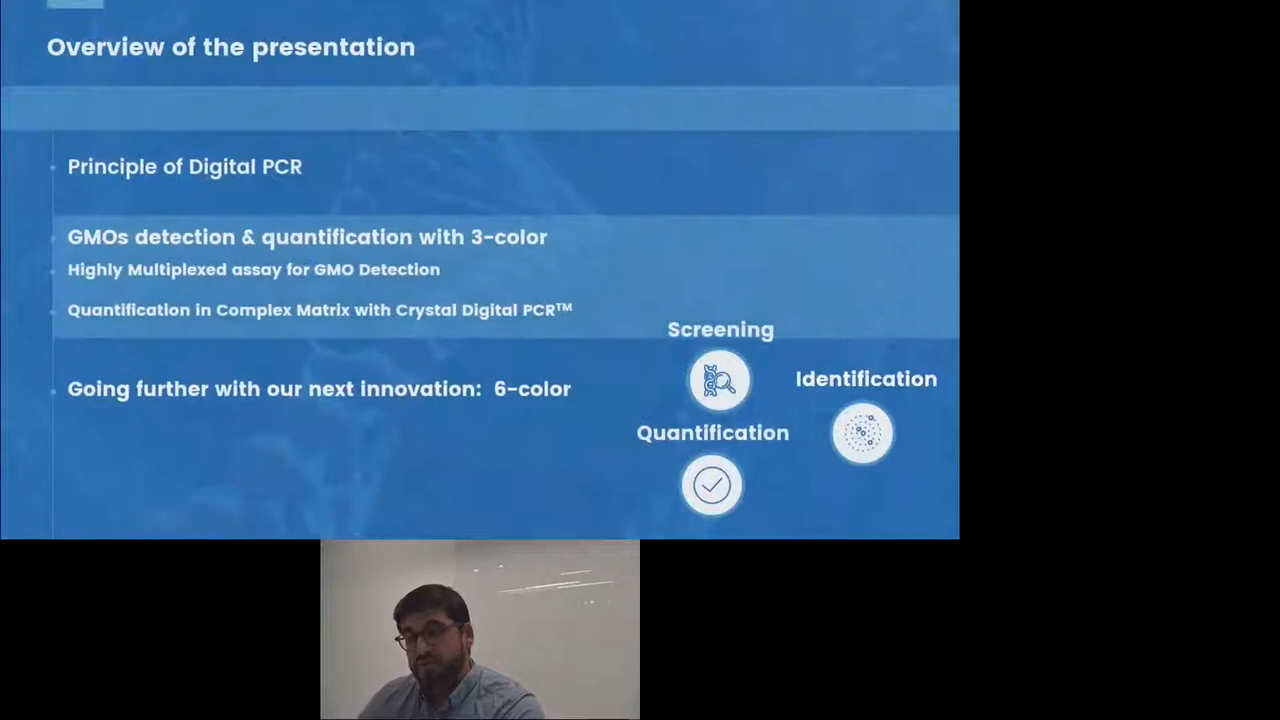 Overview of the presentation
Principle of Digital PCR
GMOs detection & quantification with 3-color
Highly Multiplexed assay for GMO Detection
Quantification in Complex Matrix with Crystal Digital PCR™
Screening
Identification
Going further with our next innovation: 6-color
Quantification